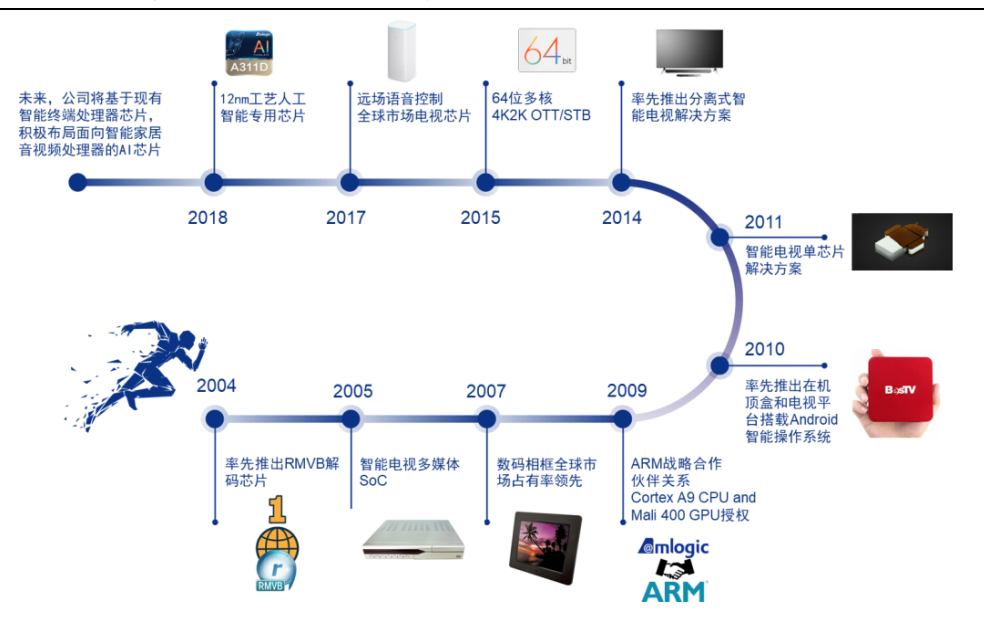 Amlogic
AI
A311D
64
bit
未来，公司将基于现有
智能终端处理器芯片，
积极布局面向智能家居
音视频处理器的AI芯片
12nm工艺人工
智能专用芯片
远场语音控制
全球市场电视芯片
64位多核
4K2K OTT/STB
率先推出分离式智
能电视解决方案
2018
2017
2015
2014
2011
智能电视单芯片
解决方案
2010
率先推出在机
顶盒和电视平
台搭载Android
智能操作系统
BesTV
2004
2005
2007
2009
率先推出RMVB解
码芯片
智能电视多媒体
SoC
数码相框全球市
场占有率领先
ARM战略合作
伙伴关系
Cortex A9 CPU and
Mali 400 GPU授权
1
r
RMVB
Amlogic
ARM